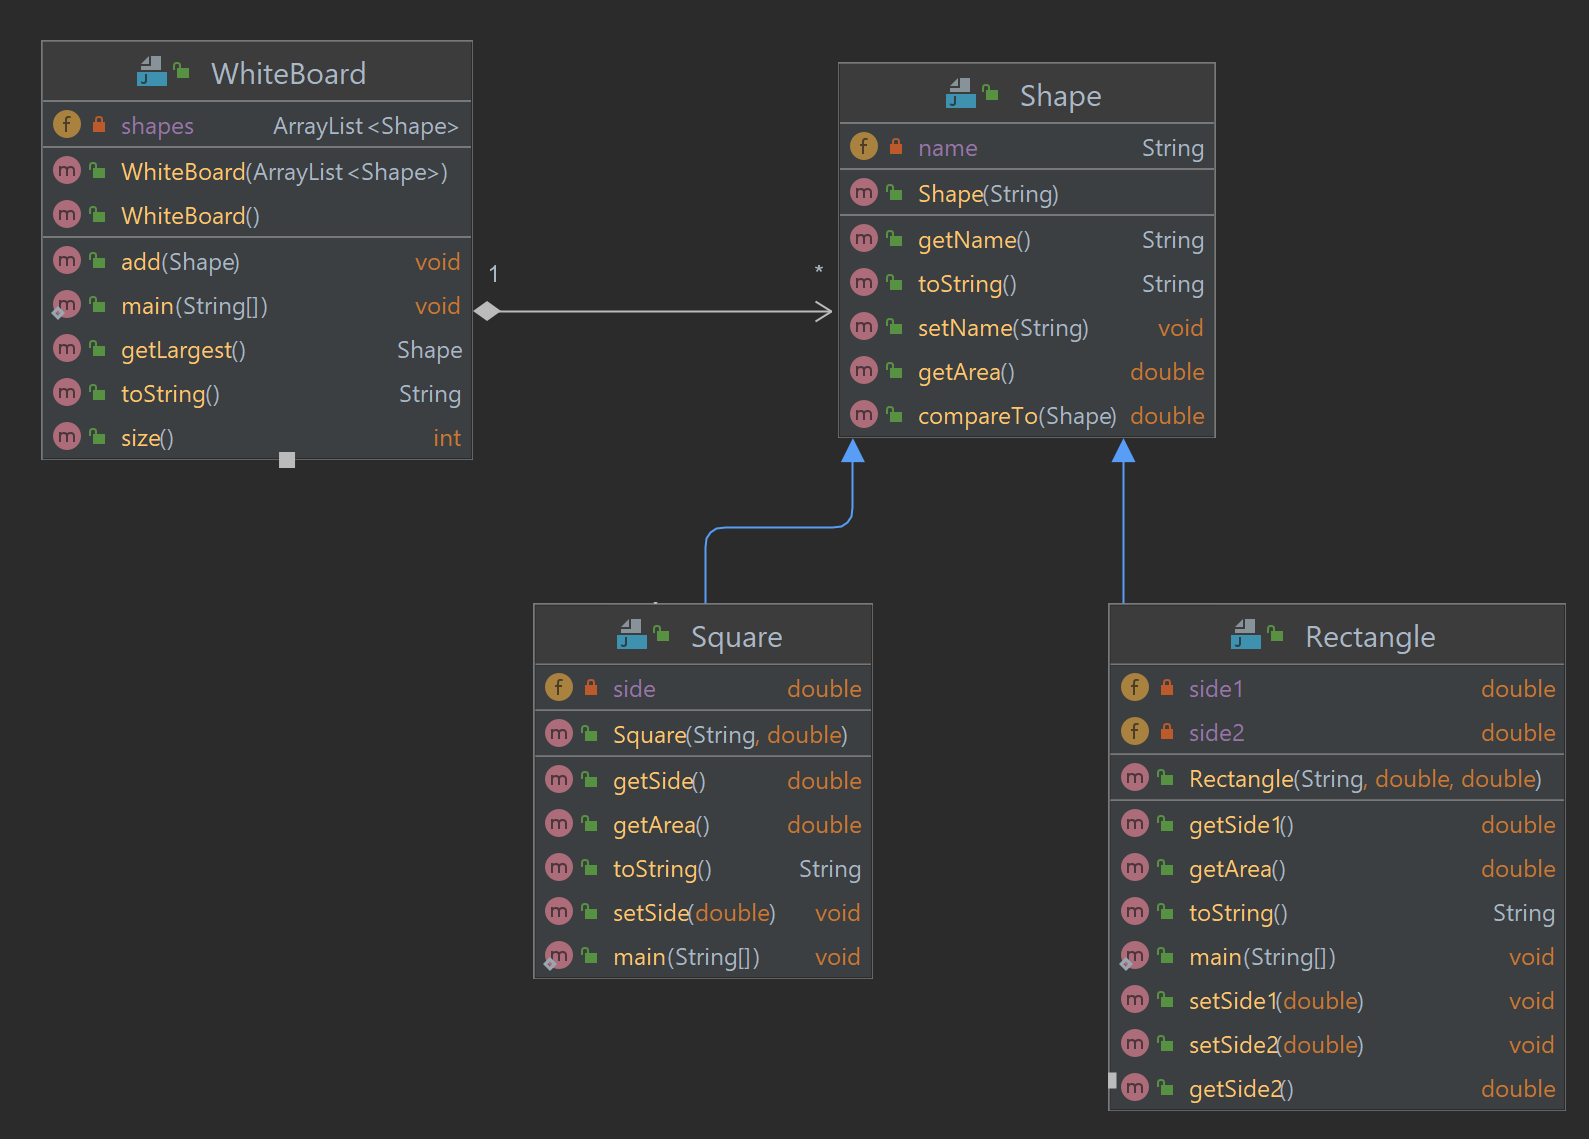 WhiteBoard
shapes ArrayList<Shape>
WhiteBoard(ArrayList<Shape>)
WhiteBoard()
add(Shape) void
main(String[]) void
getLargest() Shape
toString() String
size() int
1
*
Shape
name String
Shape(String)
getName() String
toString() String
setName(String) void
getArea() double
compareTo(Shape) double
Square
side double
Square(String, double)
getSide() double
getArea() double
toString() String
setSide(double) void
main(String[]) void
Rectangle
side1 double
side2 double
Rectangle(String, double, double)
getSide1() double
getArea() double
toString() String
main(String[]) void
setSide1(double) void
setSide2(double) void
getSide2() double